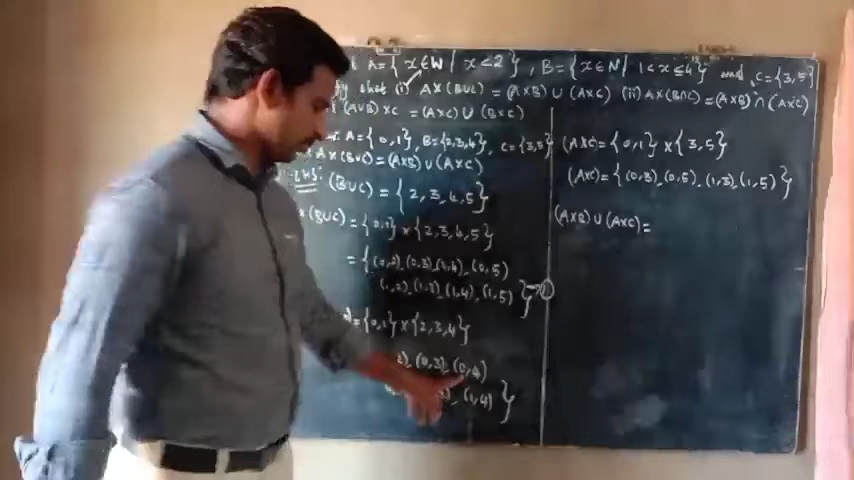 A={ x∈W / x<2 } , B={x∈N / 1<x≤4} and C={3,5}
that (i) A×(B∪C) = (A×B) ∪ (A×C) (ii) A×(B∩C) = (A×B) ∩ (A×C)
(A∪B)×C = (A×C) ∪ (B×C)
A={0,1}, B={2,3,4}, C={3,5}
A×(B∪C)=(A×B)∪(A×C)
LHS: (B∪C) = {2,3,4,5}
×(B∪C) = {0,1}×{2,3,4,5}
= {(0,2),(0,3),(0,4),(0,5)
(1,2),(1,3),(1,4),(1,5)} →①
={0,1}×{2,3,4}
(0,3),(0,4)
(1,4)}
(A×C)={0,1}×{3,5}
(A×C)={(0,3),(0,5),(1,3),(1,5)}
(A×B)∪(A×C)=